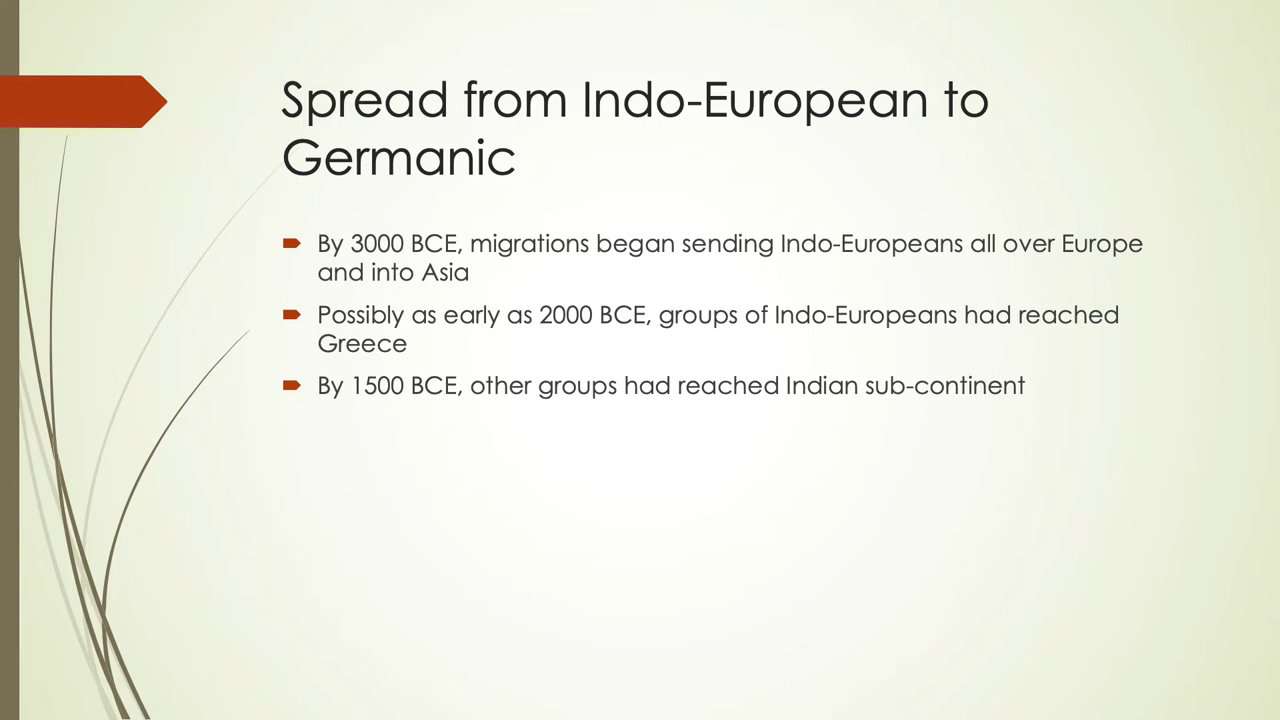 Spread from Indo-European to
Germanic
By 3000 BCE, migrations began sending Indo-Europeans all over Europe
and into Asia
Possibly as early as 2000 BCE, groups of Indo-Europeans had reached
Greece
By 1500 BCE, other groups had reached Indian sub-continent